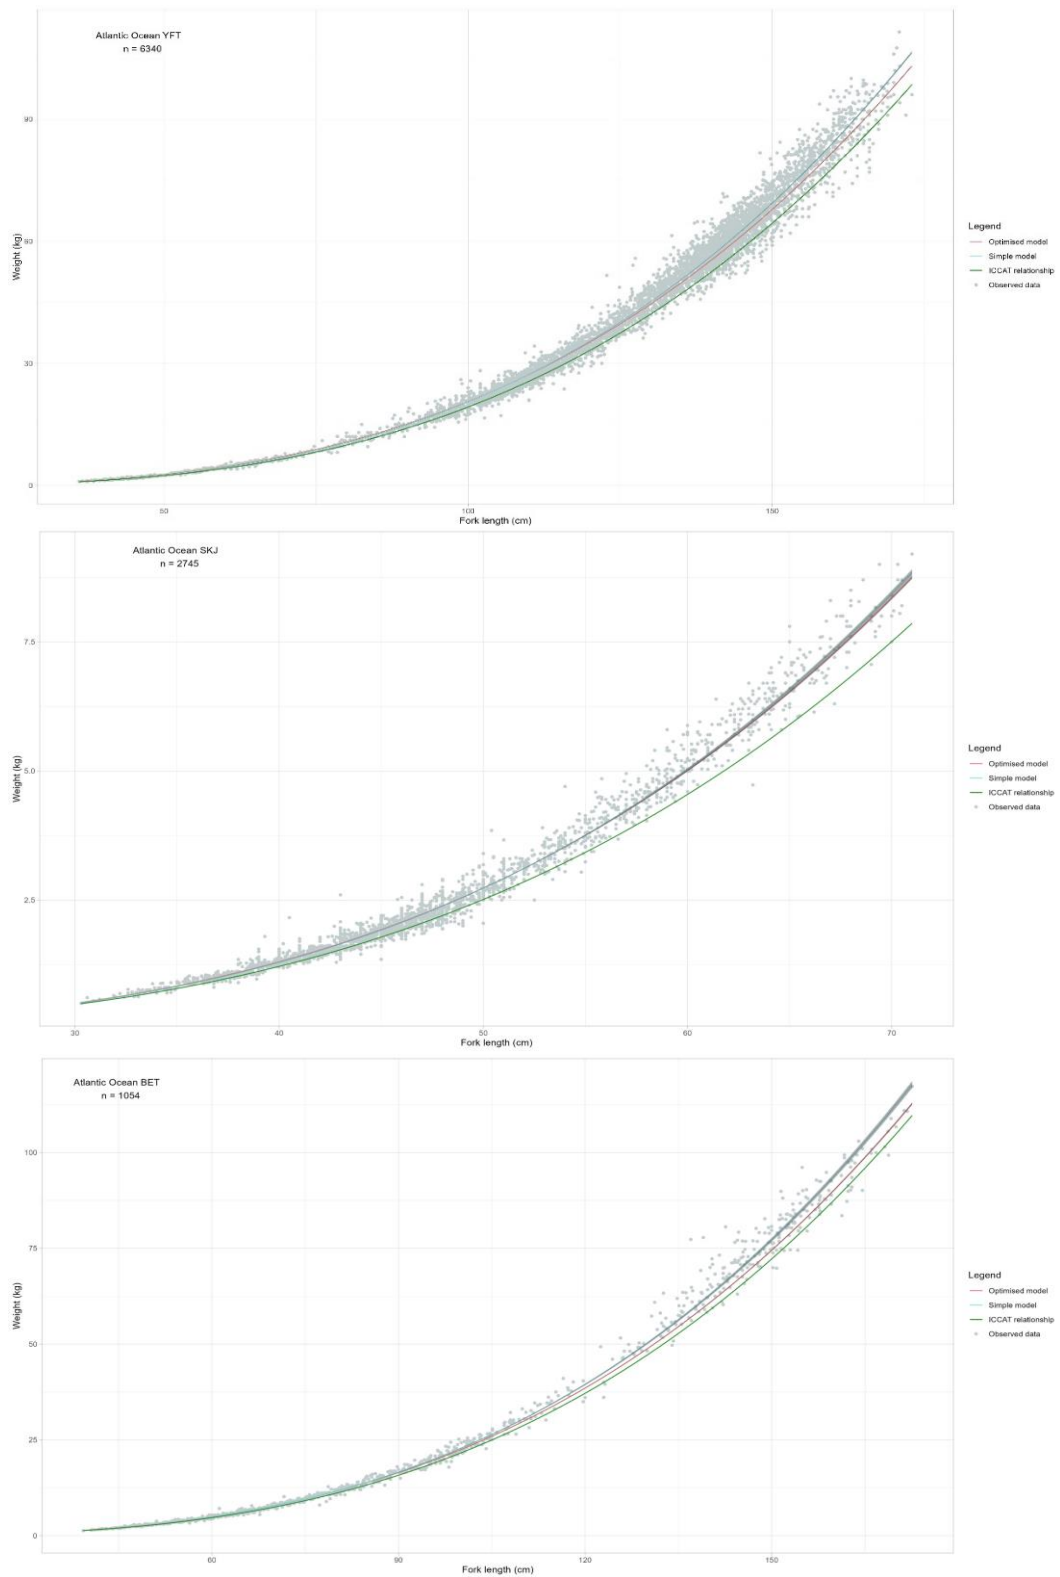 Atlantic Ocean YFT
n = 6340
90
60
30
0
Weight (kg)
50
100
150
Fork length (cm)
Legend
Optimised model
Simple model
ICCAT relationship
Observed data
Atlantic Ocean SKJ
n = 2745
7.5
5.0
2.5
Weight (kg)
30
40
50
60
70
Fork length (cm)
Legend
Optimised model
Simple model
ICCAT relationship
Observed data
Atlantic Ocean BET
n = 1054
100
75
50
25
0
Weight (kg)
60
90
120
150
Fork length (cm)
Legend
Optimised model
Simple model
ICCAT relationship
Observed data